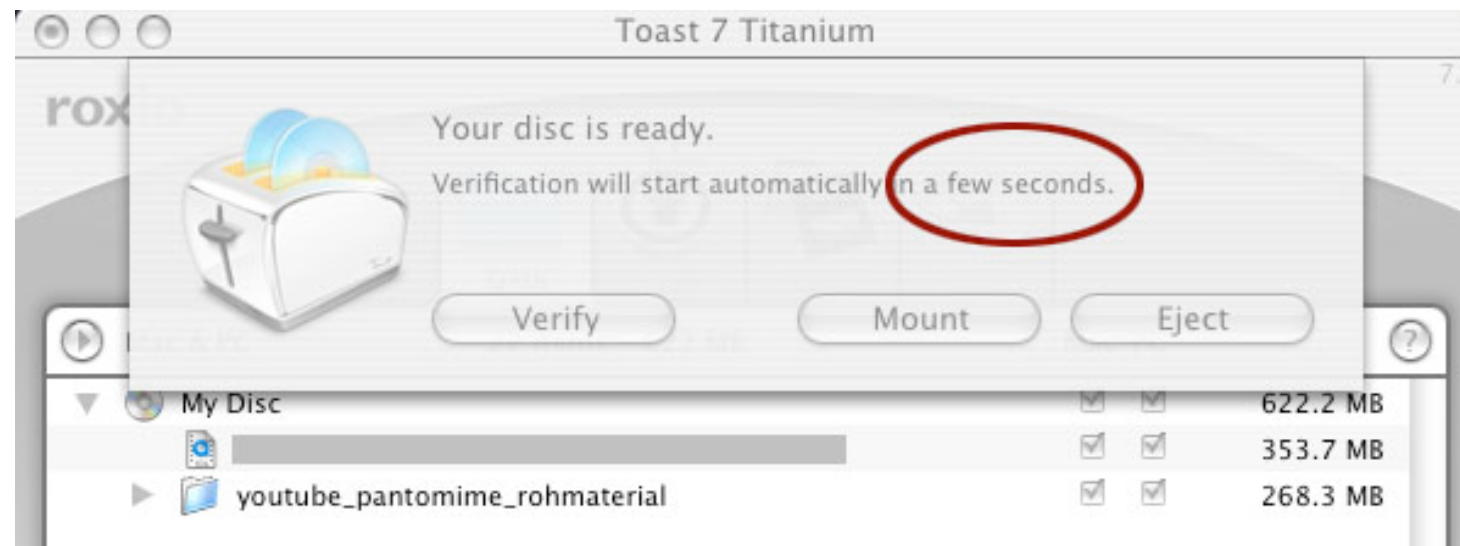 Toast 7 Titanium
rox
Your disc is ready.
Verification will start automatically in a few seconds.
Verify Mount Eject
?
My Disc 622.2 MB
353.7 MB
youtube_pantomime_rohmaterial 268.3 MB